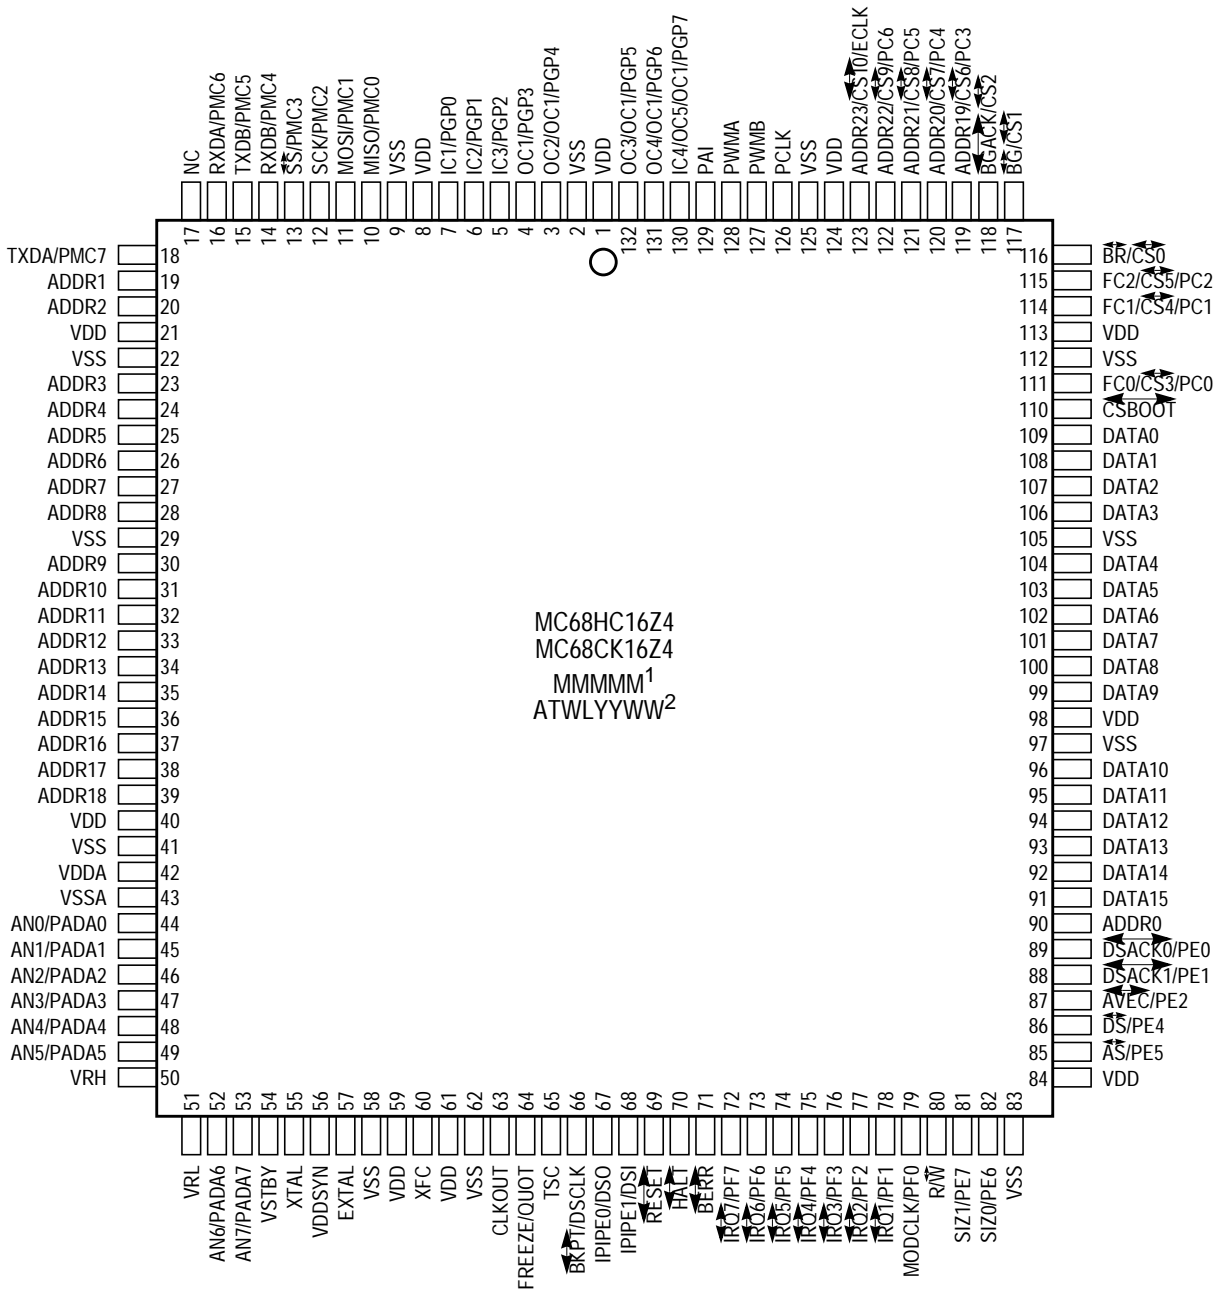 NC
RXDA/PMC6
TXDB/PMC5
RXDB/PMC4
SS/PMC3
SCK/PMC2
MOSI/PMC1
MISO/PMC0
VSS
VDD
IC1/PGP0
IC2/PGP1
IC3/PGP2
OC1/PGP3
OC2/OC1/PGP4
VSS
VDD
OC3/OC1/PGP5
OC4/OC1/PGP6
IC4/OC5/OC1/PGP7
PAI
PWMA
PWMB
PCLK
VSS
VDD
ADDR23/CS10/ECLK
ADDR22/CS9/PC6
ADDR21/CS8/PC5
ADDR20/CS7/PC4
ADDR19/CS6/PC3
BGACK/CS2
BG/CS1
17
16
15
14
13
12
11
10
9
8
7
6
5
4
3
2
1
132
131
130
129
128
127
126
125
124
123
122
121
120
119
118
117
TXDA/PMC7 18
ADDR1 19
ADDR2 20
VDD 21
VSS 22
ADDR3 23
ADDR4 24
ADDR5 25
ADDR6 26
ADDR7 27
ADDR8 28
VSS 29
ADDR9 30
ADDR10 31
ADDR11 32
ADDR12 33
ADDR13 34
ADDR14 35
ADDR15 36
ADDR16 37
ADDR17 38
ADDR18 39
VDD 40
VSS 41
VDDA 42
VSSA 43
AN0/PADA0 44
AN1/PADA1 45
AN2/PADA2 46
AN3/PADA3 47
AN4/PADA4 48
AN5/PADA5 49
VRH 50
MC68HC16Z4
MC68CK16Z4
MMMMM1
ATWLYYWW2
116 BR/CS0
115 FC2/CS5/PC2
114 FC1/CS4/PC1
113 VDD
112 VSS
111 FC0/CS3/PC0
110 CSBOOT
109 DATA0
108 DATA1
107 DATA2
106 DATA3
105 VSS
104 DATA4
103 DATA5
102 DATA6
101 DATA7
100 DATA8
99 DATA9
98 VDD
97 VSS
96 DATA10
95 DATA11
94 DATA12
93 DATA13
92 DATA14
91 DATA15
90 ADDR0
89 DSACK0/PE0
88 DSACK1/PE1
87 AVEC/PE2
86 DS/PE4
85 AS/PE5
84 VDD
51
52
53
54
55
56
57
58
59
60
61
62
63
64
65
66
67
68
69
70
71
72
73
74
75
76
77
78
79
80
81
82
83
VRL
AN6/PADA6
AN7/PADA7
VSTBY
XTAL
VDDSYN
EXTAL
VSS
VDD
XFC
VDD
VSS
CLKOUT
FREEZE/QUOT
TSC
BKPT/DSCLK
IPIPE0/DSO
IPIPE1/DSI
RESET
HALT
BERR
IRQ7/PF7
IRQ6/PF6
IRQ5/PF5
IRQ4/PF4
IRQ3/PF3
IRQ2/PF2
IRQ1/PF1
MODCLK/PF0
R/W
SIZ1/PE7
SIZ0/PE6
VSS